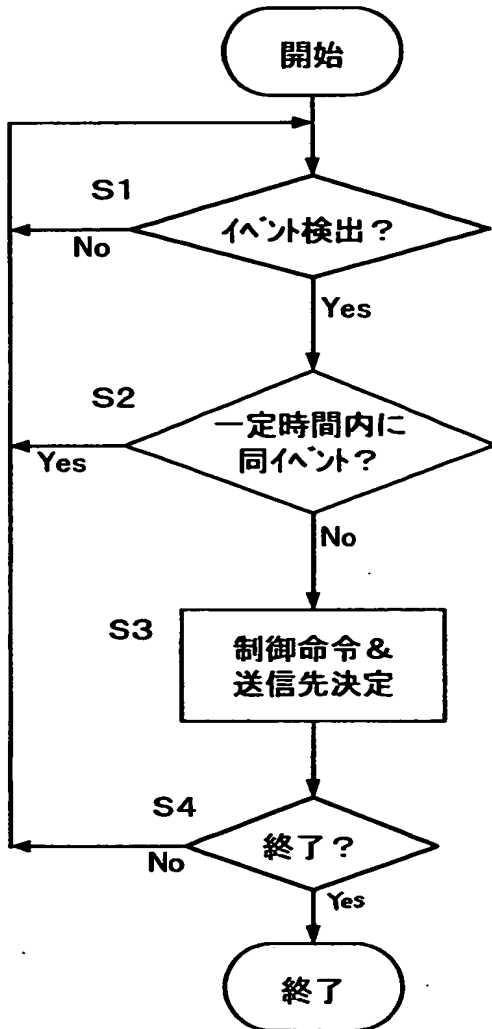 開始
S1
イベント検出?
No
Yes
S2
一定時間内に
同イベント?
Yes
No
S3
制御命令&
送信先決定
S4
終了?
No
Yes
終了